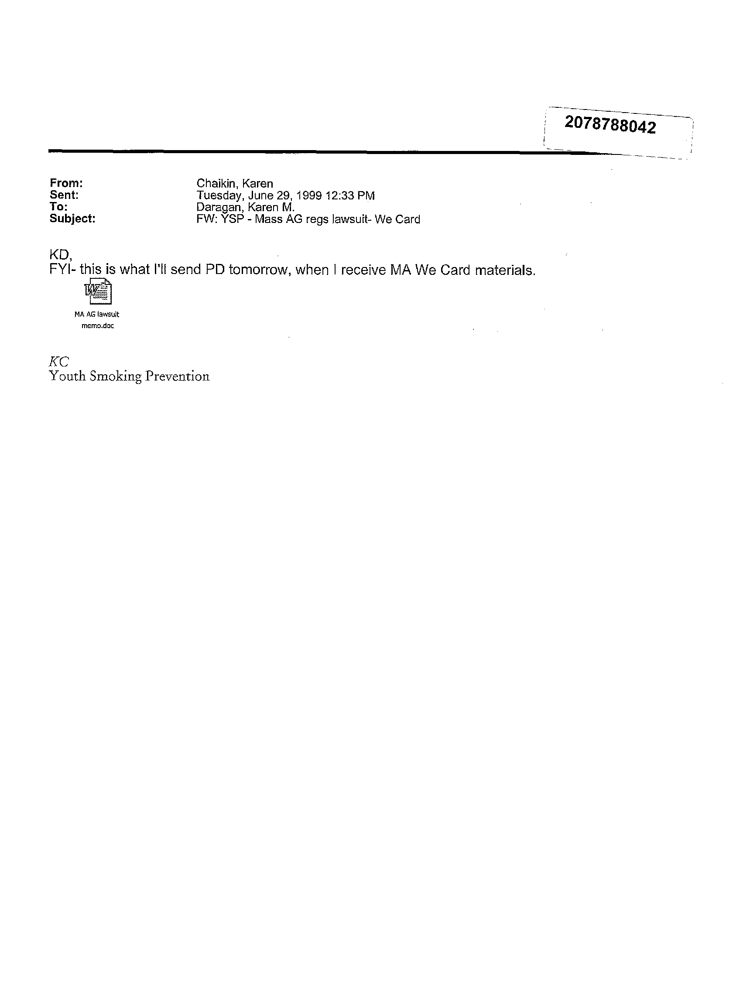 2078788042
From: Chaikin, Karen
Sent: Tuesday, June 29, 1999 12:33 PM
To: Daragan, Karen M.
Subject: FW: YSP - Mass AG regs lawsuit- We Card
KD,
FYI- this is what I'll send PD tomorrow, when I receive MA We Card materials.
MA AG lawsuit
memo.doc
KC
Youth Smoking Prevention